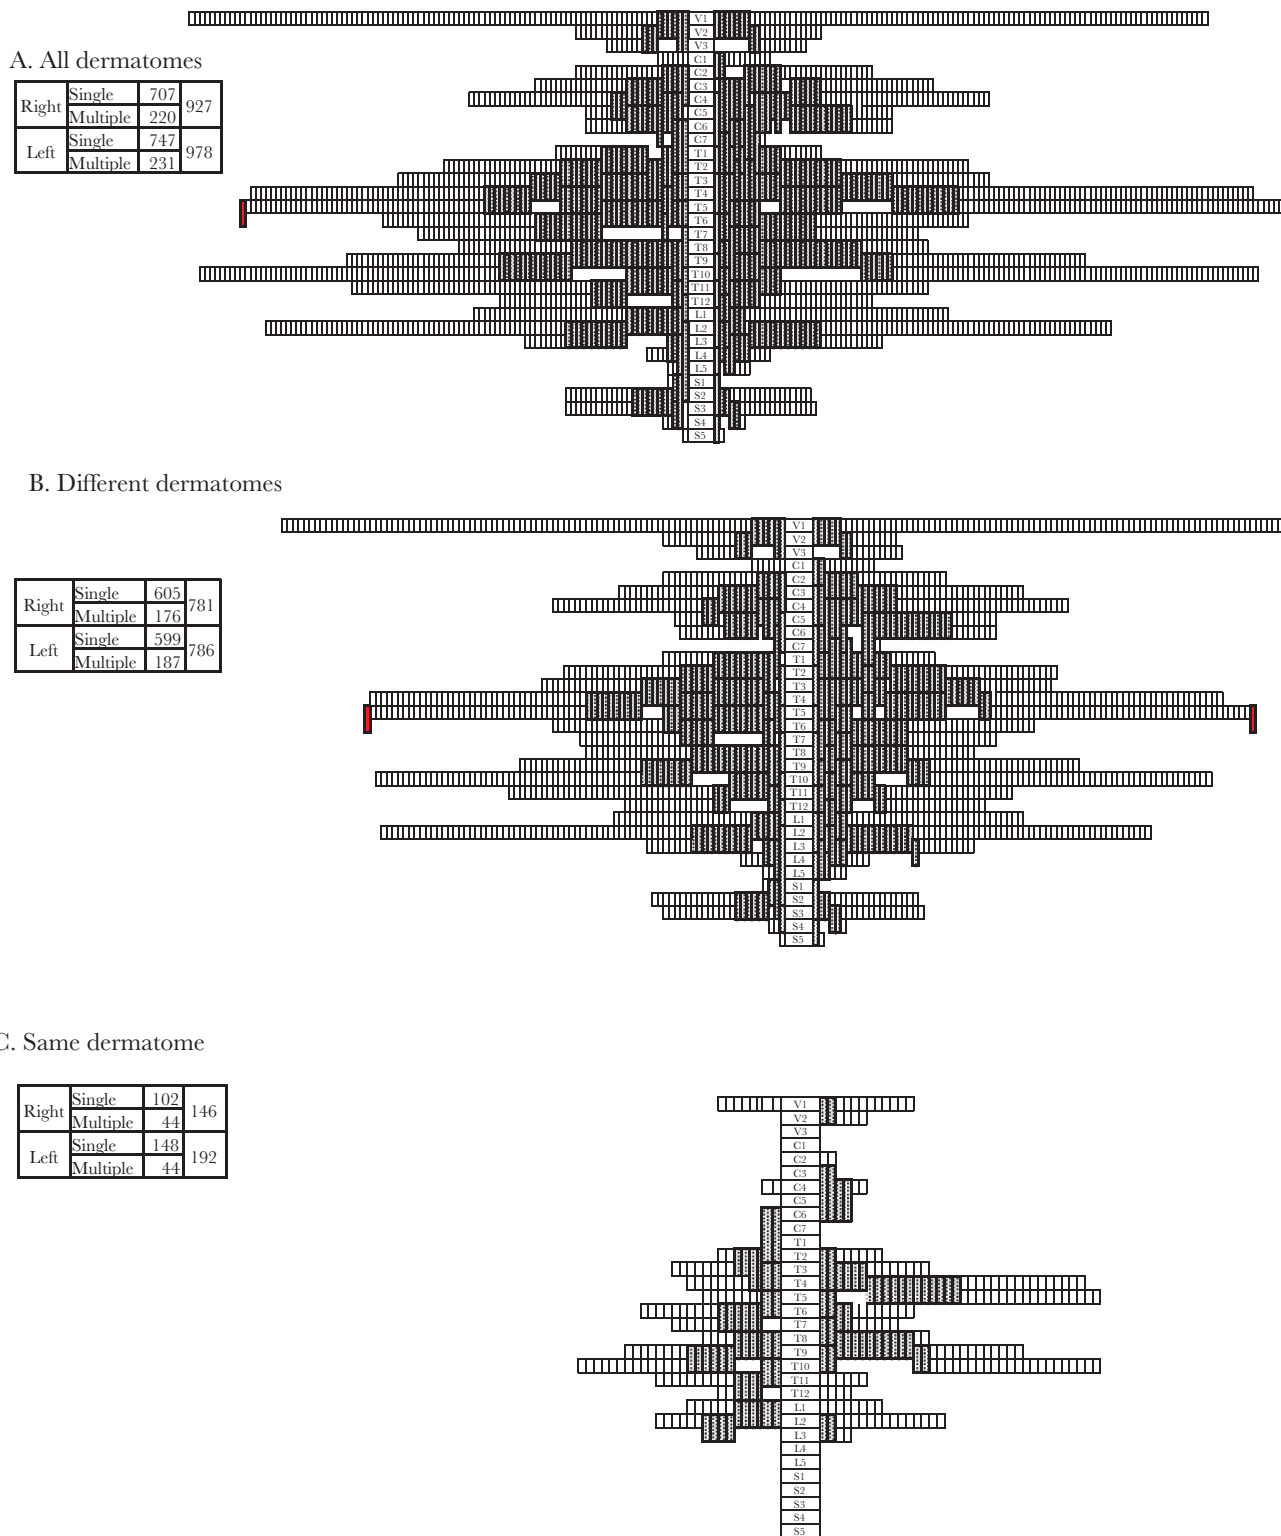 A. All dermatomes
Right Single 707 927
Multiple 220
Left Single 747 978
Multiple 231
V1
V2
V3
C1
C2
C3
C4
C5
C6
C7
T1
T2
T3
T4
T5
T6
T7
T8
T9
T10
T11
T12
L1
L2
L3
L4
L5
S1
S2
S3
S4
S5
B. Different dermatomes
Right Single 605 781
Multiple 176
Left Single 599 786
Multiple 187
V1
V2
V3
C1
C2
C3
C4
C5
C6
C7
T1
T2
T3
T4
T5
T6
T7
T8
T9
T10
T11
T12
L1
L2
L3
L4
L5
S1
S2
S3
S4
S5
C. Same dermatome
Right Single 102 146
Multiple 44
Left Single 148 192
Multiple 44
V1
V2
V3
C1
C2
C3
C4
C5
C6
C7
T1
T2
T3
T4
T5
T6
T7
T8
T9
T10
T11
T12
L1
L2
L3
L4
L5
S1
S2
S3
S4
S5